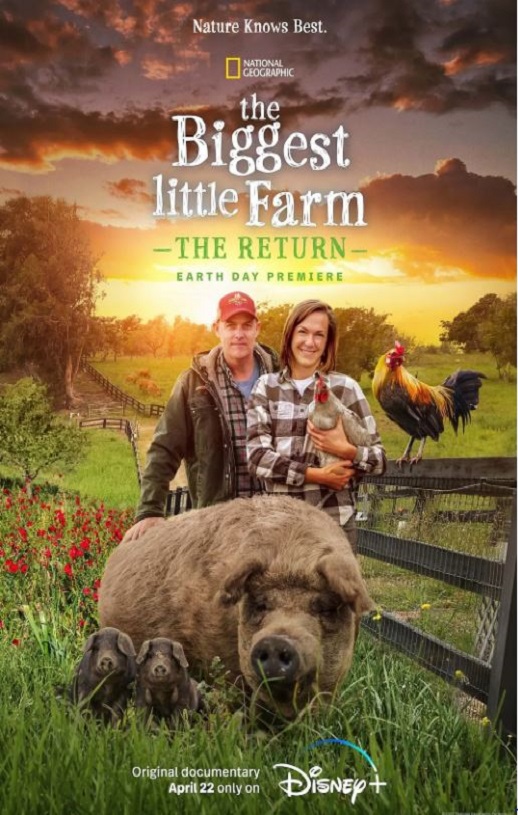 Nature Knows Best.
NATIONAL
GEOGRAPHIC
the
Biggest
little Farm
—THE RETURN—
EARTH DAY PREMIERE
Original documentary
April 22 only on
Disney+